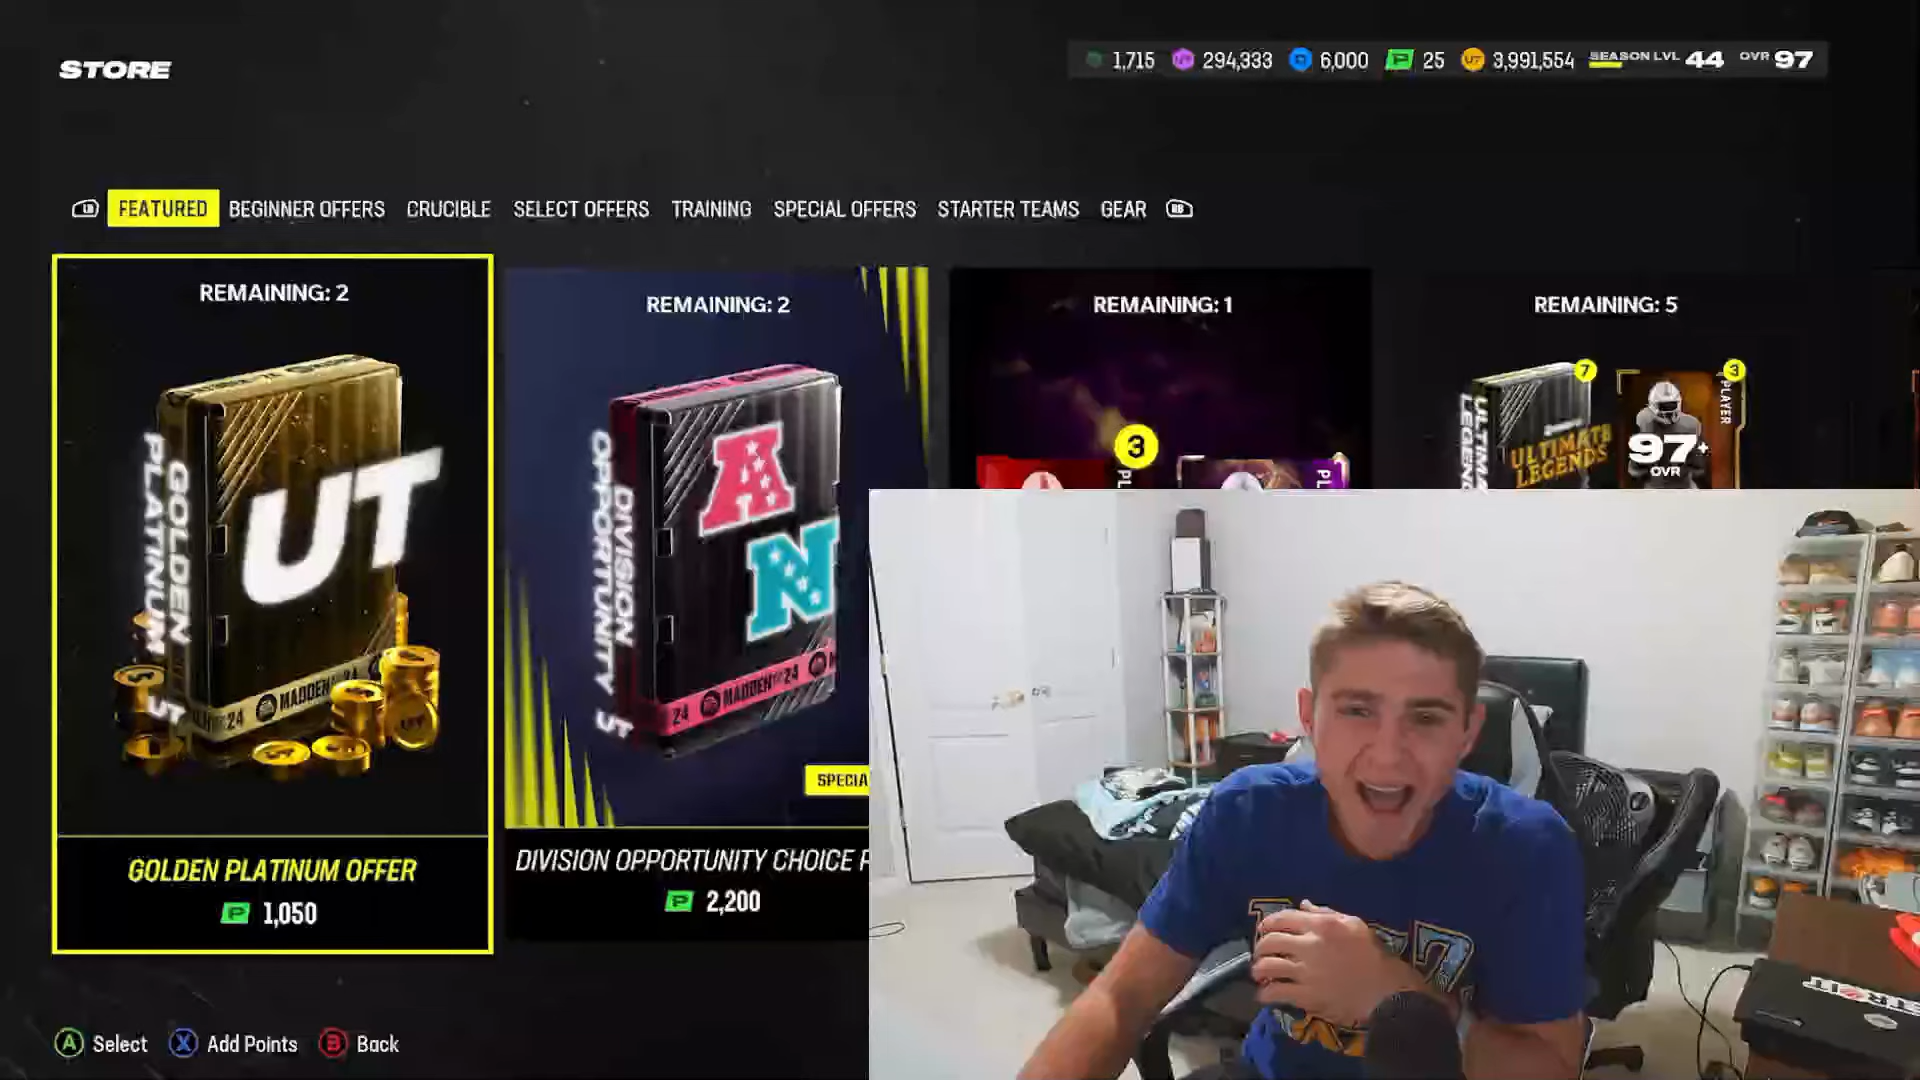 STORE
1,715 294,333 6,000 25 3,991,554 SEASON LVL 44 OVR 97
FEATURED BEGINNER OFFERS CRUCIBLE SELECT OFFERS TRAINING SPECIAL OFFERS STARTER TEAMS GEAR
REMAINING: 2
GOLDEN PLATINUM
UT
MADDEN 24
GOLDEN PLATINUM OFFER
1,050
REMAINING: 2
DIVISION OPPORTUNITY
UT
A
N
24 MADDEN 24
DIVISION OPPORTUNITY CHOICE
2,200
REMAINING: 1
3
REMAINING: 5
7
ULTIMATE
LEGENDS
3
PLAYER
97+
OVR
A Select X Add Points B Back